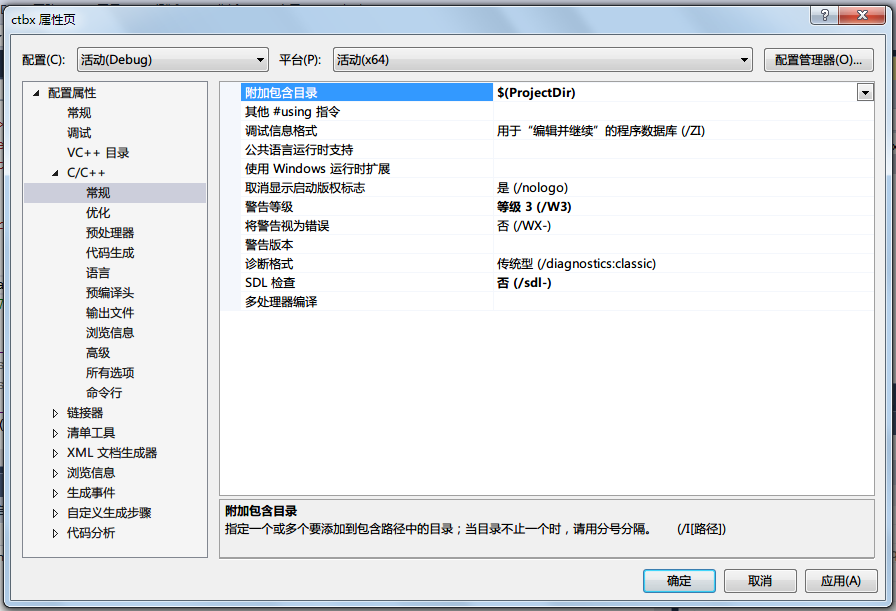 ctbx 属性页
配置(C): 活动(Debug) 平台(P): 活动(x64) 配置管理器(O)...
配置属性
常规
调试
VC++ 目录
C/C++
常规
优化
预处理器
代码生成
语言
预编译头
输出文件
浏览信息
高级
所有选项
命令行
链接器
清单工具
XML 文档生成器
浏览信息
生成事件
自定义生成步骤
代码分析
附加包含目录 $(ProjectDir)
其他 #using 指令
调试信息格式 用于“编辑并继续”的程序数据库 (/ZI)
公共语言运行时支持
使用 Windows 运行时扩展
取消显示启动版权标志 是 (/nologo)
警告等级 等级 3 (/W3)
将警告视为错误 否 (/WX-)
警告版本
诊断格式 传统型 (/diagnostics:classic)
SDL 检查 否 (/sdl-)
多处理器编译
附加包含目录
指定一个或多个要添加到包含路径中的目录；当目录不止一个时，请用分号分隔。 (/I[路径])
确定 取消 应用(A)